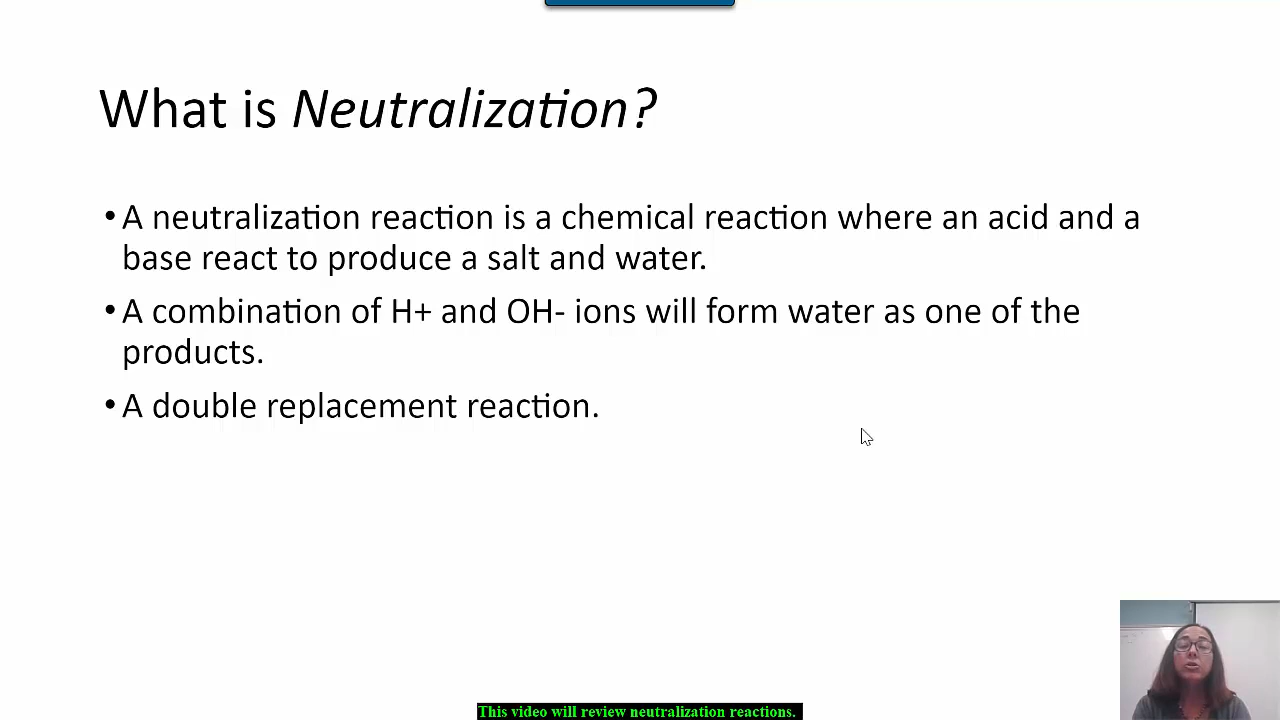 What is Neutralization?
•A neutralization reaction is a chemical reaction where an acid and a
base react to produce a salt and water.
•A combination of H+ and OH- ions will form water as one of the
products.
•A double replacement reaction.
This video will review neutralization reactions.